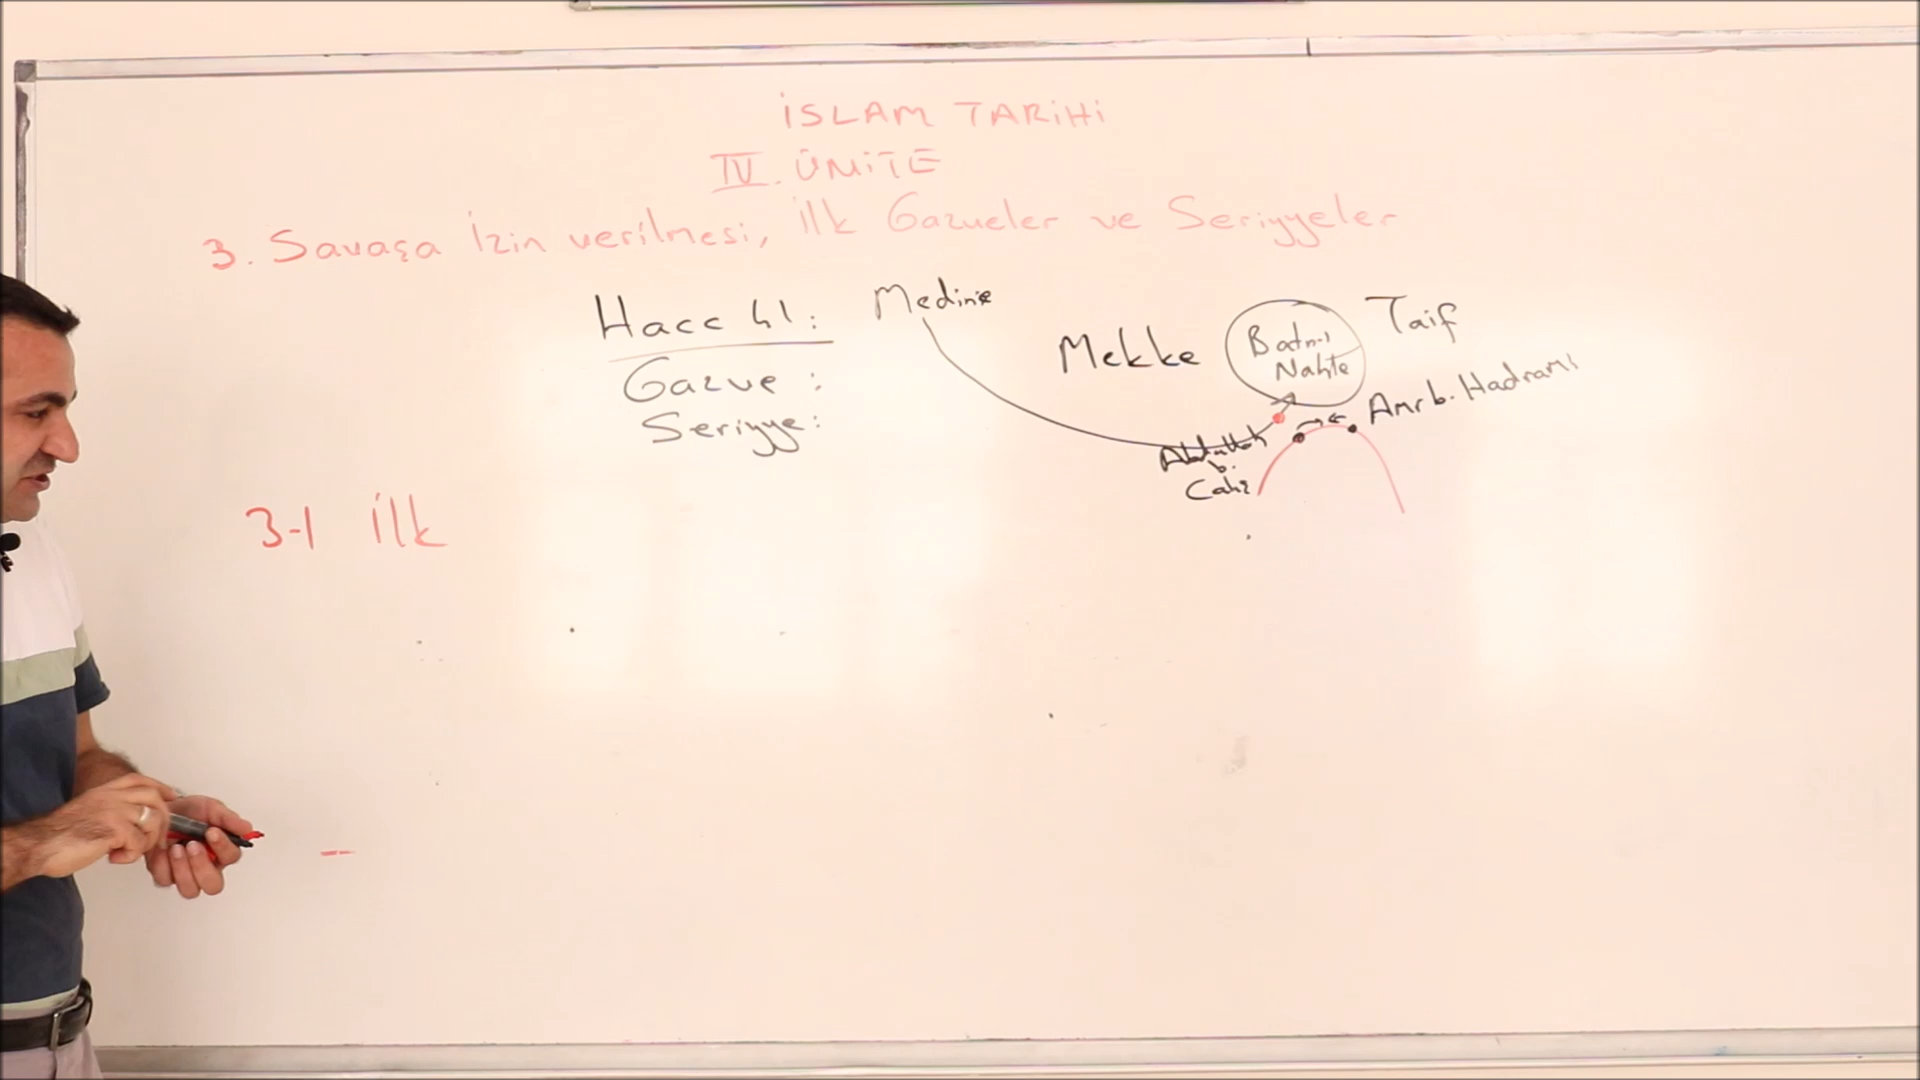 İSLAM TARİHİ
IV. ÜNİTE
3. Savaşa İzin verilmesi, İlk Gazveler ve Seriyyeler
Hacc 41: Medine
Mekke
Batn-ı
Nahle
Taif
Gazve :
Amr b. Hadrami
Seriyye:
Abdullah
b.
Cahş
3-1 İlk